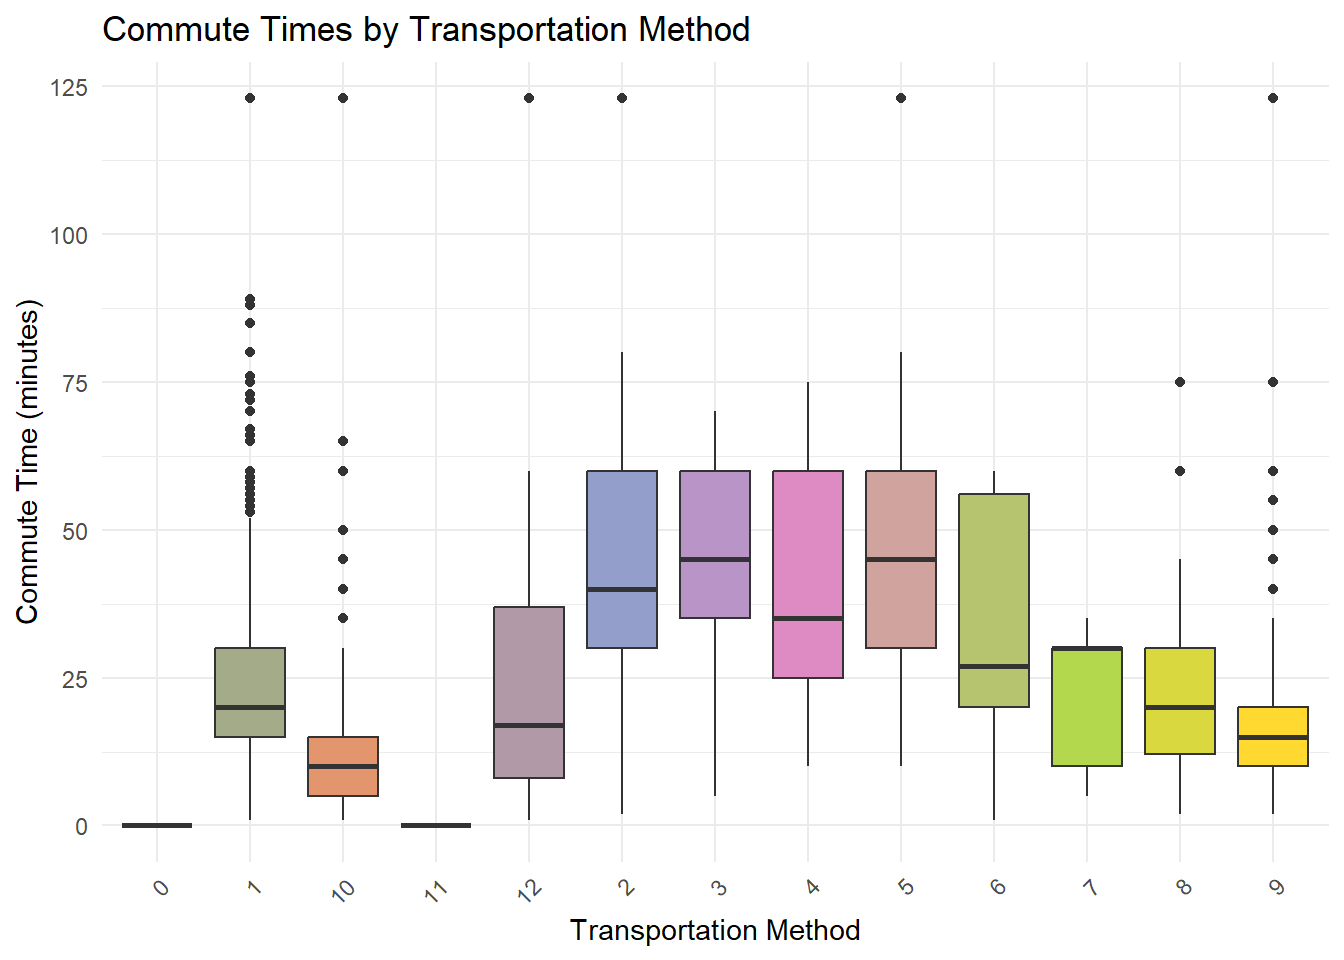 Commute Times by Transportation Method
125
100
75
50
25
0
Commute Time (minutes)
0 1 10 11 12 2 3 4 5 6 7 8 9
Transportation Method